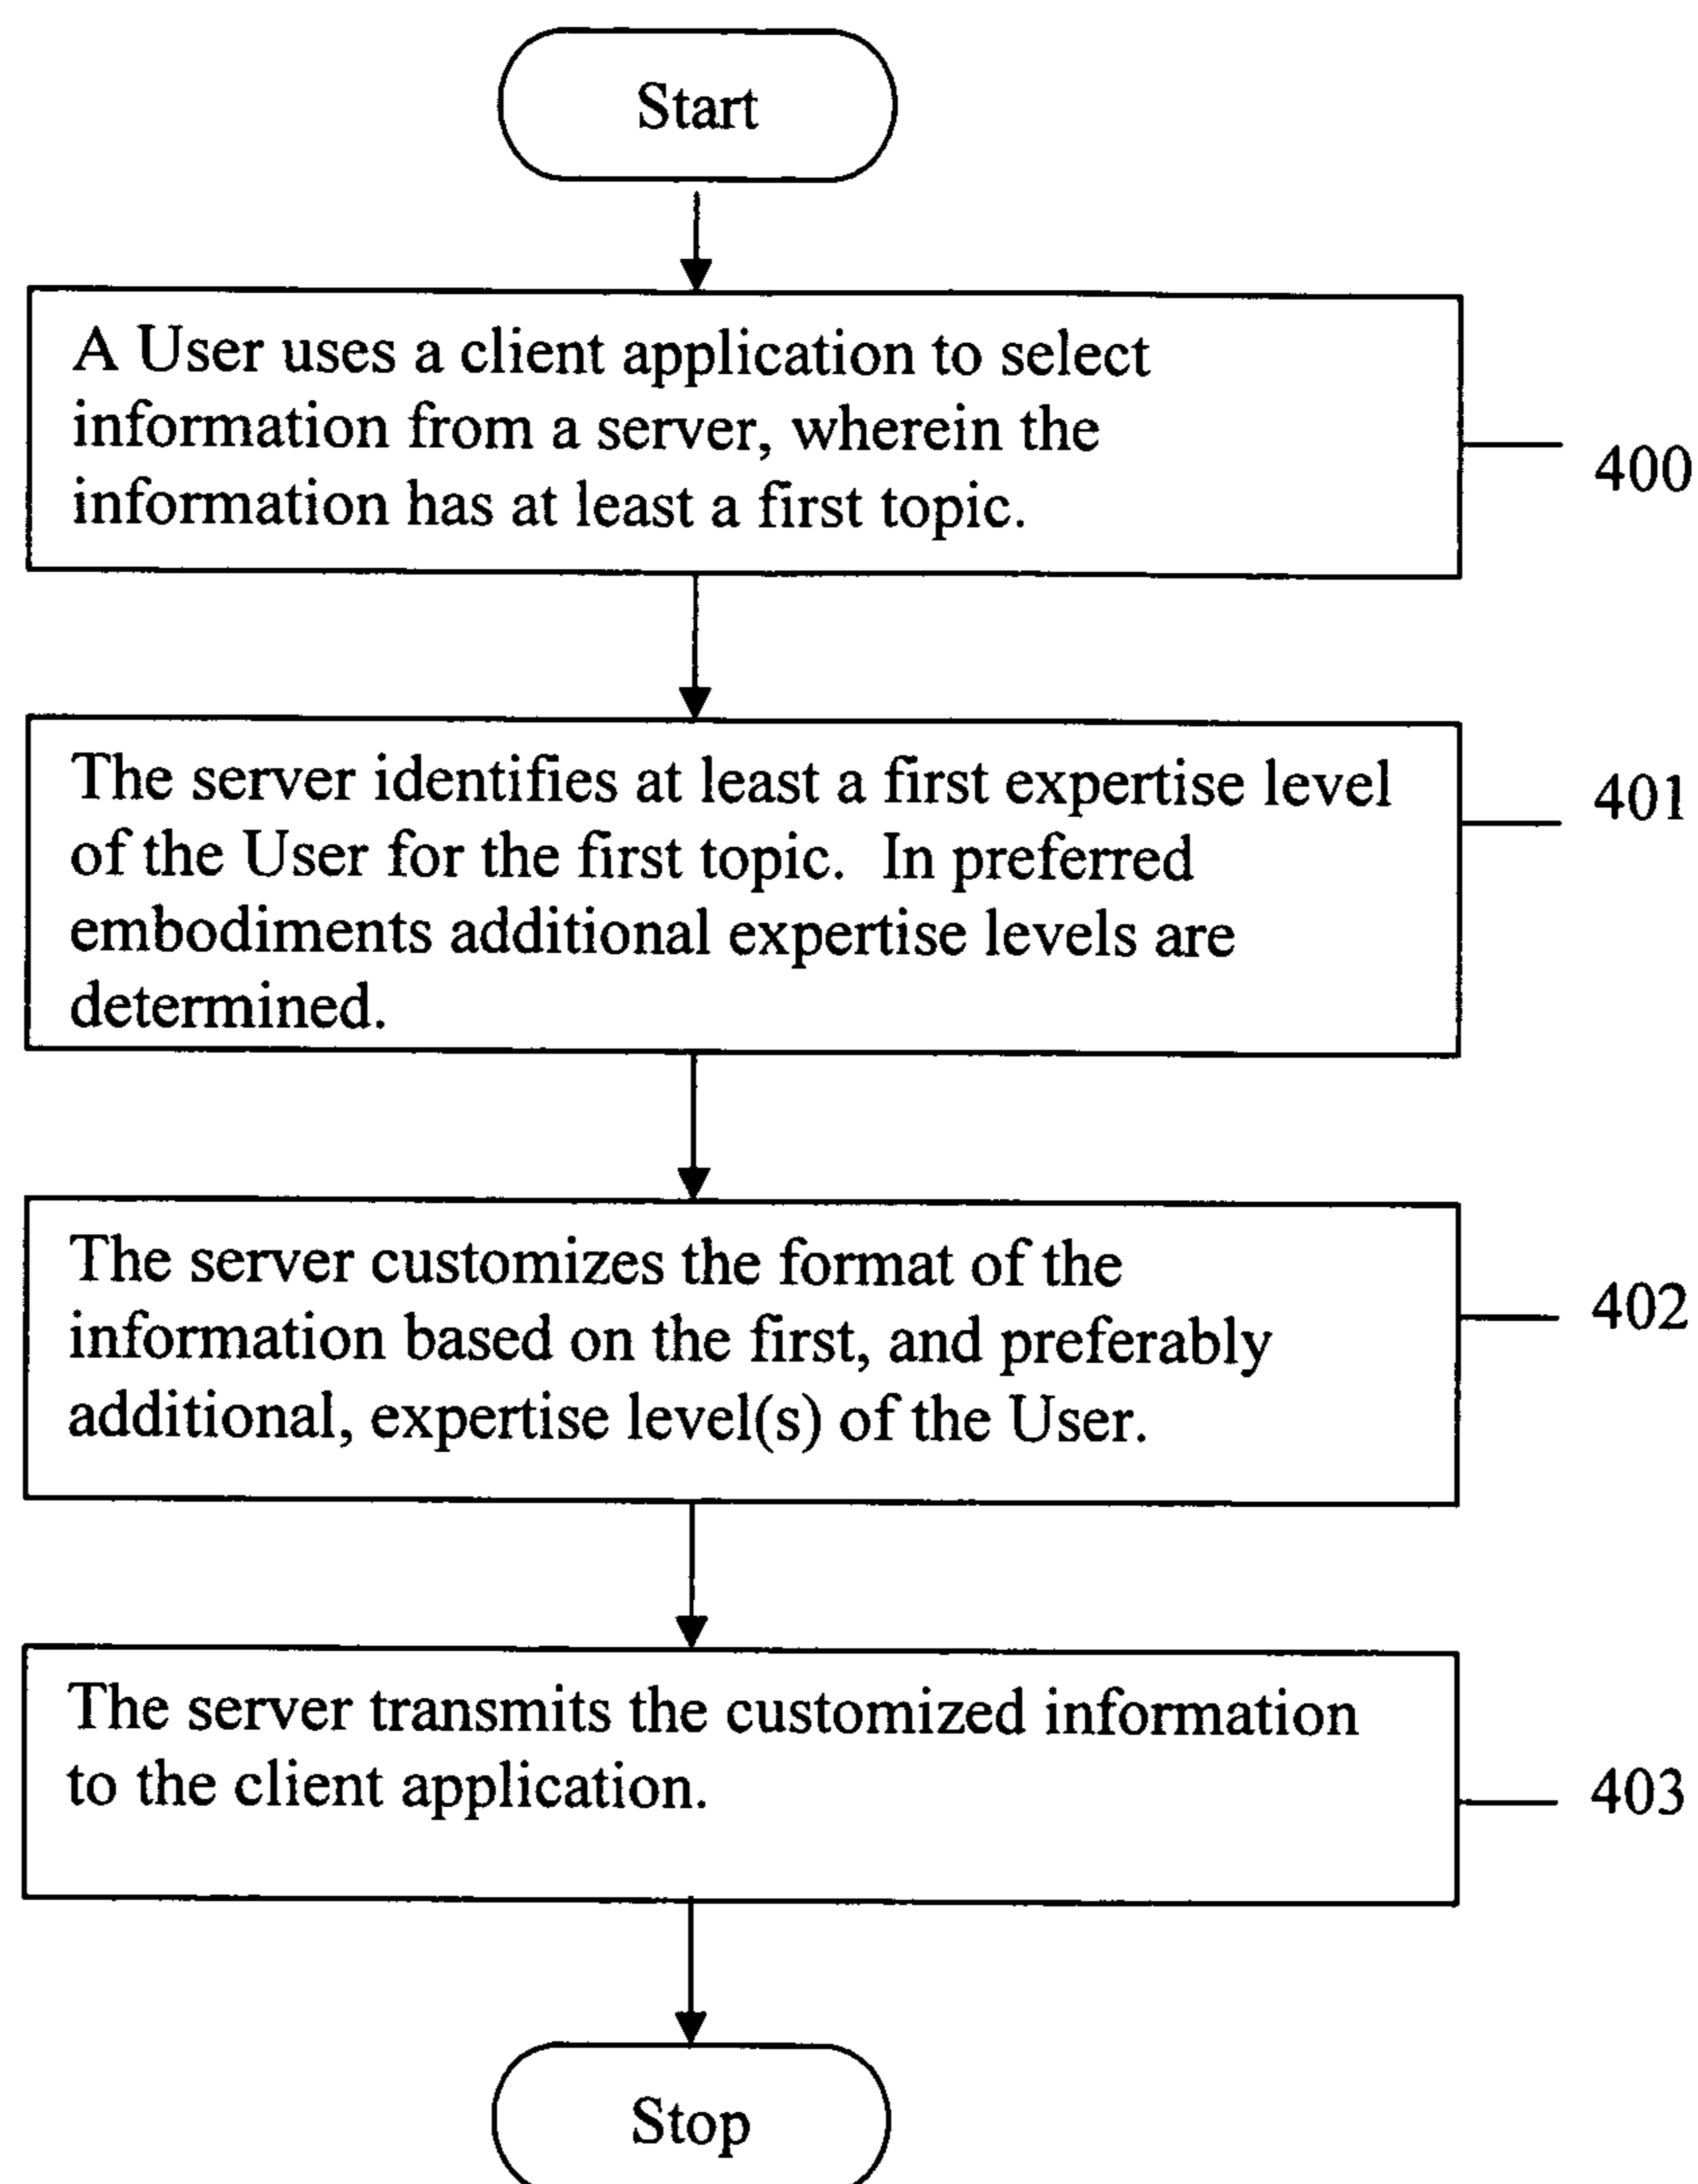 Start
A User uses a client application to select
information from a server, wherein the
information has at least a first topic.
400
The server identifies at least a first expertise level
of the User for the first topic.  In preferred
embodiments additional expertise levels are
determined.
401
The server customizes the format of the
information based on the first, and preferably
additional, expertise level(s) of the User.
402
The server transmits the customized information
to the client application.
403
Stop